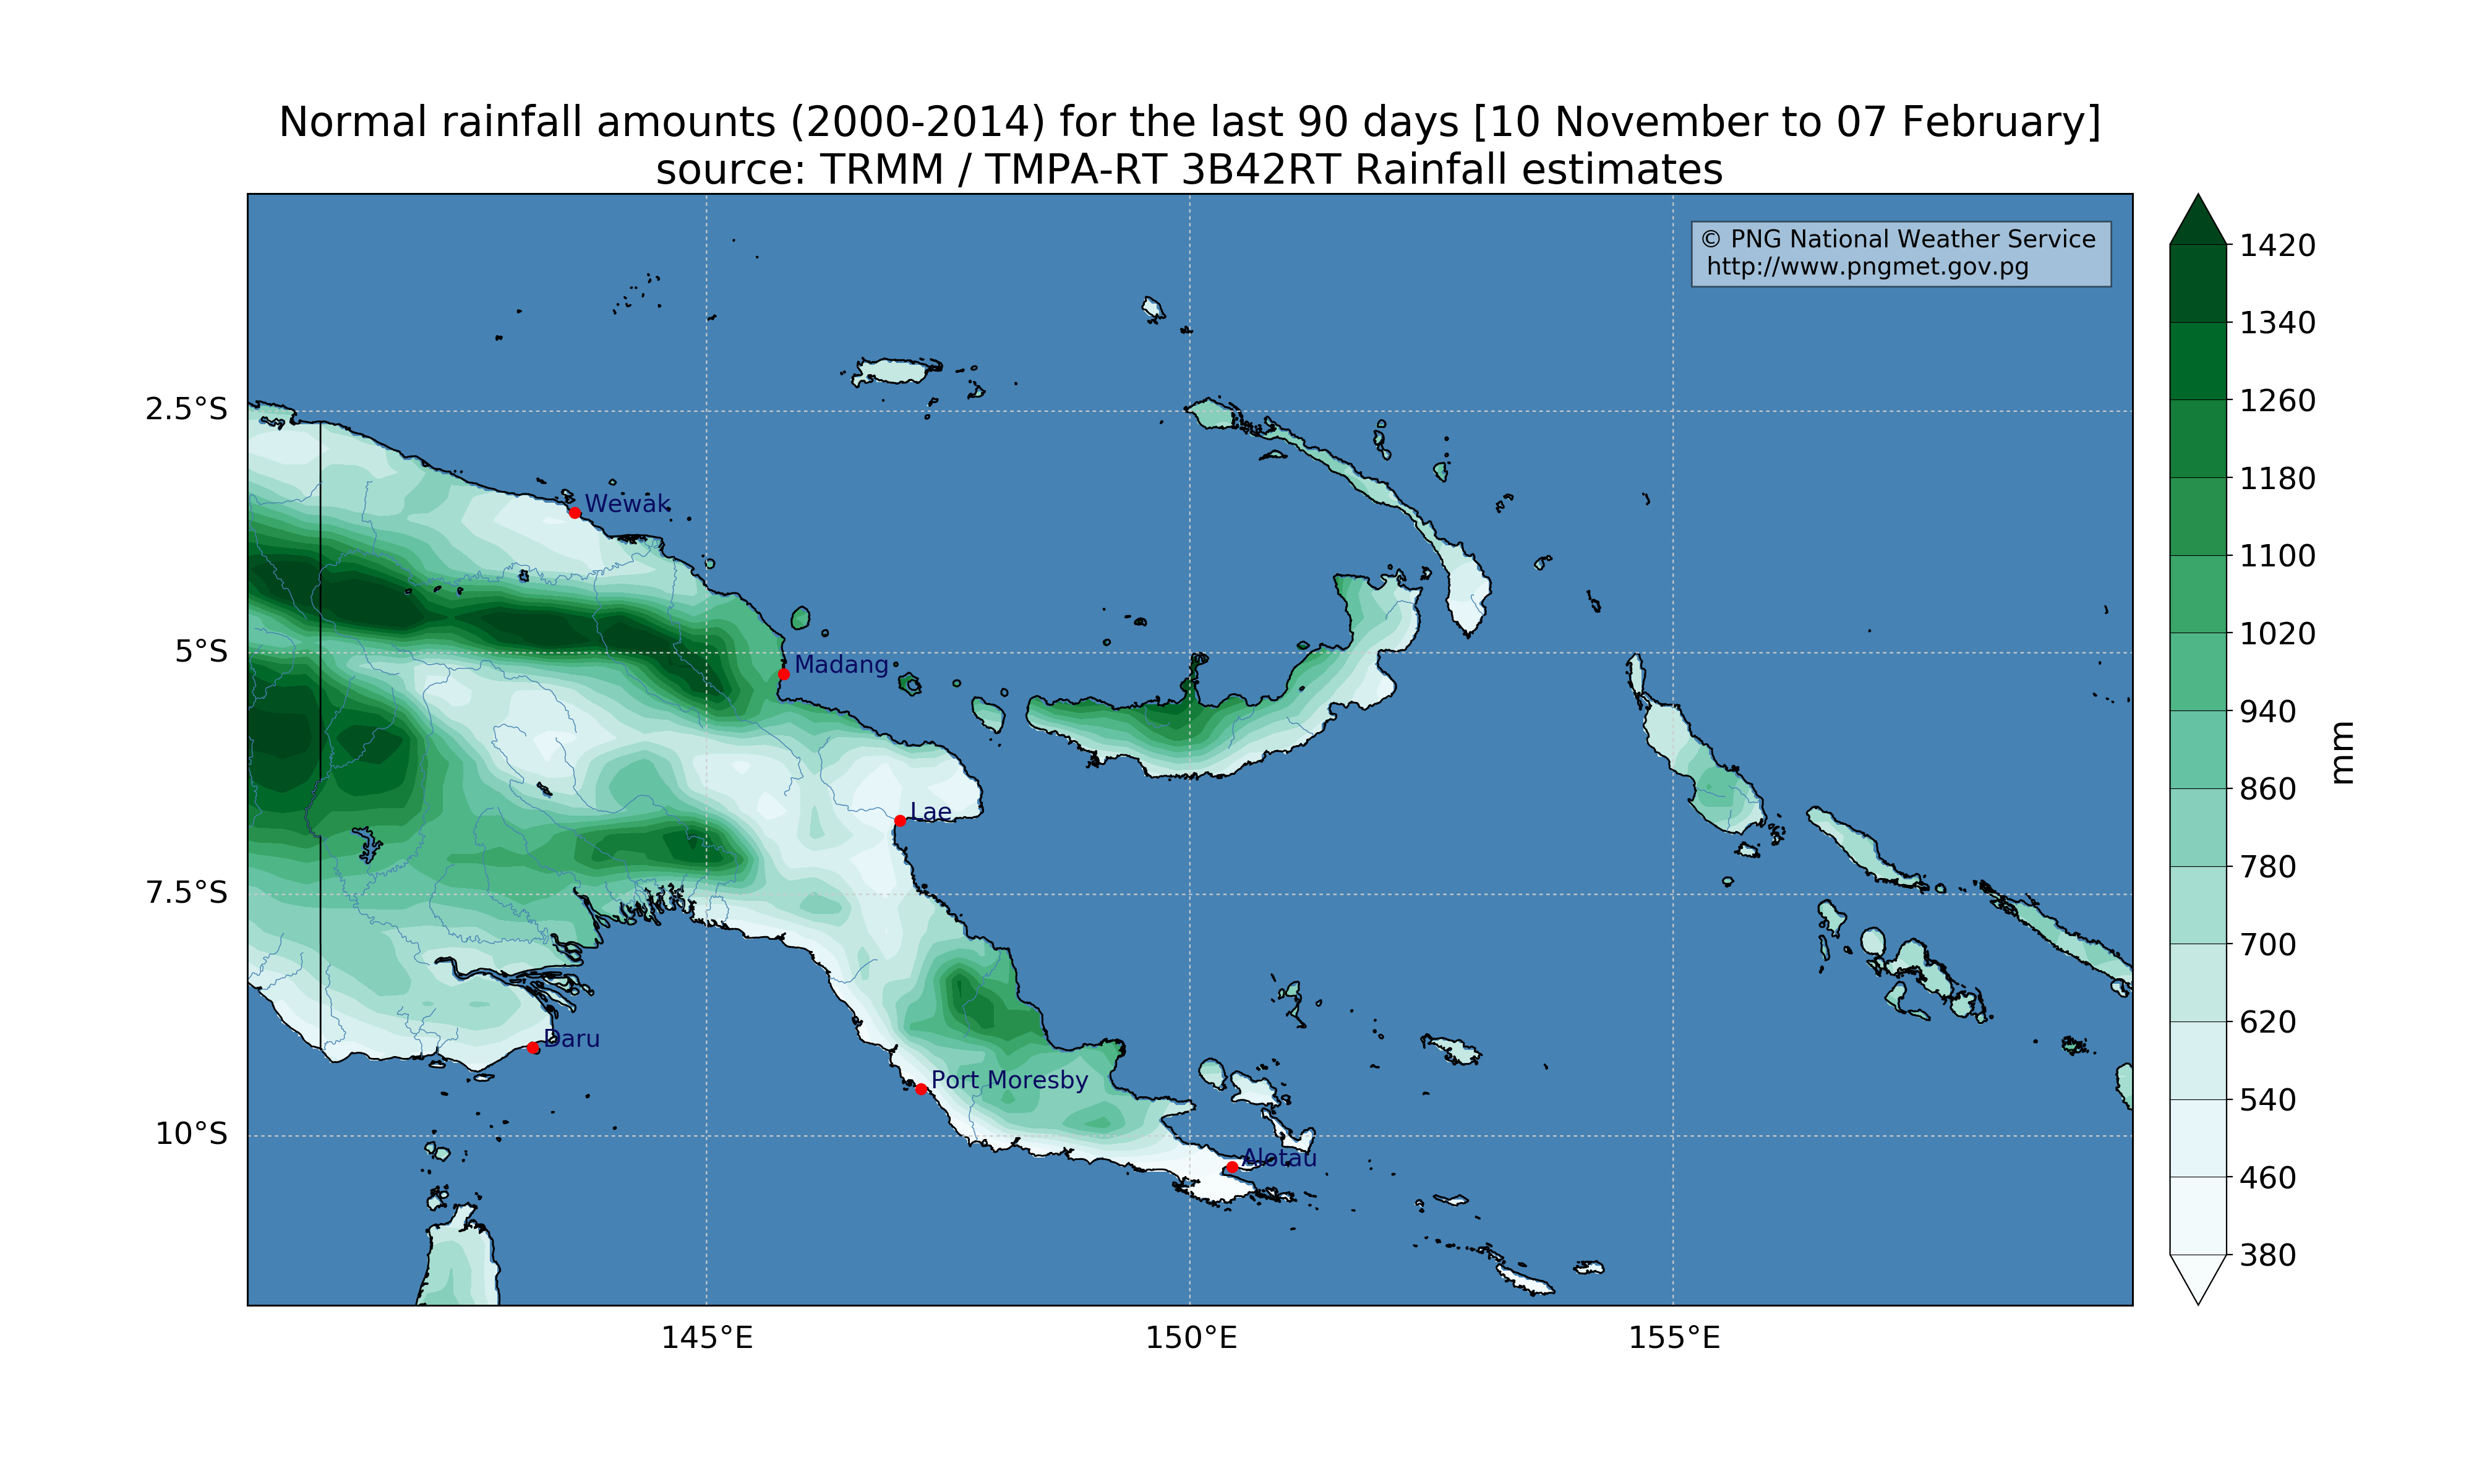 Normal rainfall amounts (2000-2014) for the last 90 days [10 November to 07 February]
source: TRMM / TMPA-RT 3B42RT Rainfall estimates
© PNG National Weather Service
http://www.pngmet.gov.pg
1420
1340
1260
1180
1100
1020
940
860
780
700
620
540
460
380
mm
2.5°S
5°S
7.5°S
10°S
Wewak
Madang
Lae
Daru
Port Moresby
Alotau
145°E
150°E
155°E